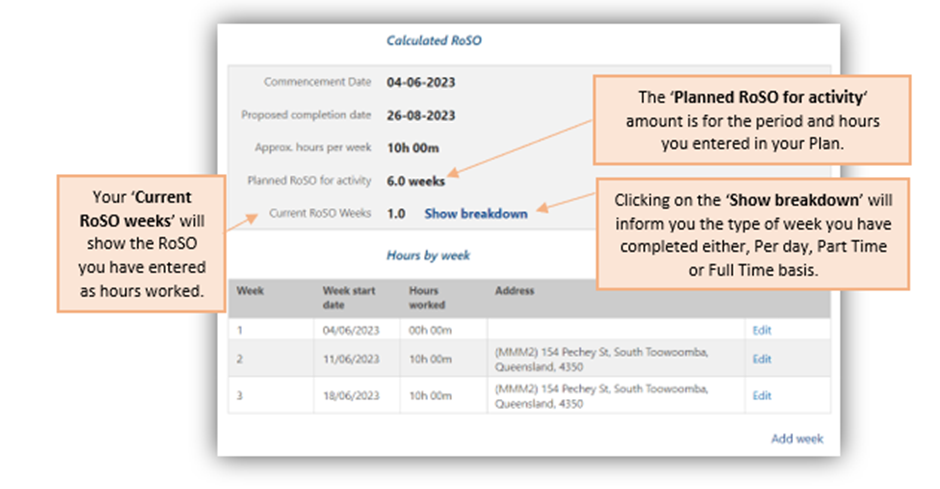 Calculated RoSO
Commencement Date 04-06-2023
Proposed completion date 26-08-2023
Approx. hours per week 10h 00m
Planned RoSO for activity 6.0 weeks
Current RoSO Weeks 1.0 Show breakdown
The ‘Planned RoSO for activity‘
amount is for the period and hours
you entered in your Plan.
Your ‘Current
RoSO weeks’ will
show the RoSO
you have entered
as hours worked.
Clicking on the ‘Show breakdown’ will
inform you the type of week you have
completed either, Per day, Part Time
or Full Time basis.
Hours by week
Week Week start date Hours worked Address
1 04/06/2023 00h 00m Edit
2 11/06/2023 10h 00m (MMM2) 154 Pechey St, South Toowoomba, Edit
Queensland, 4350
3 18/06/2023 10h 00m (MMM2) 154 Pechey St, South Toowoomba, Edit
Queensland, 4350
Add week